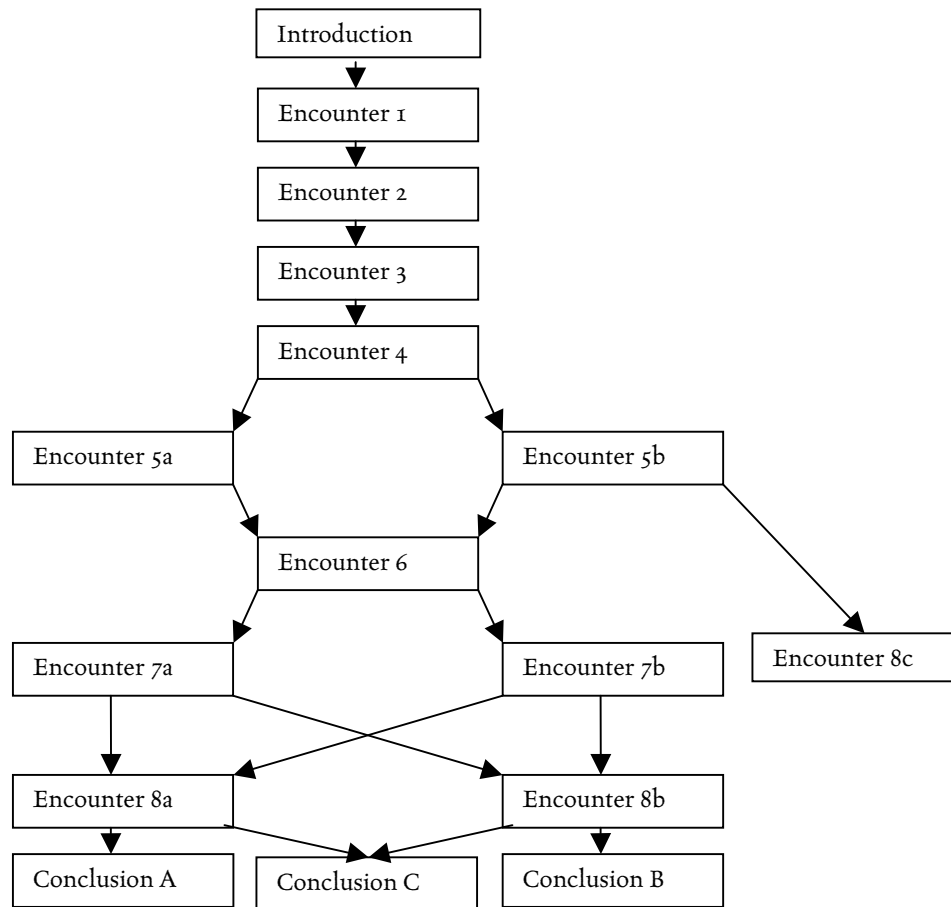 Introduction
Encounter 1
Encounter 2
Encounter 3
Encounter 4
Encounter 5a
Encounter 5b
Encounter 6
Encounter 7a
Encounter 7b
Encounter 8c
Encounter 8a
Encounter 8b
Conclusion A
Conclusion C
Conclusion B